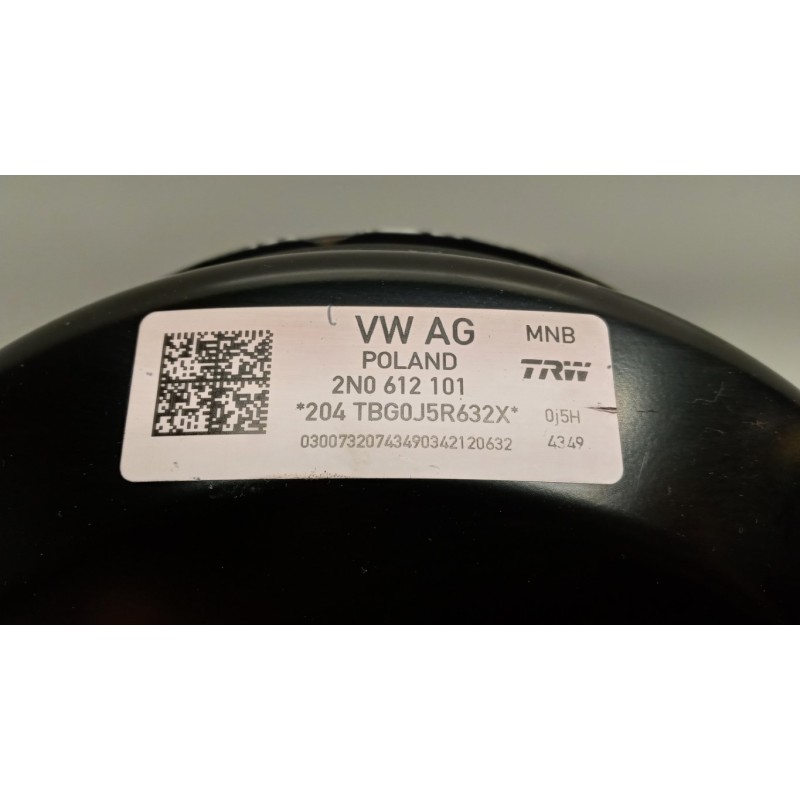 VW AG MNB
POLAND TRW
2N0 612 101
*204 TBG0J5R632X* 0j5H
03007320743490342120632 4349